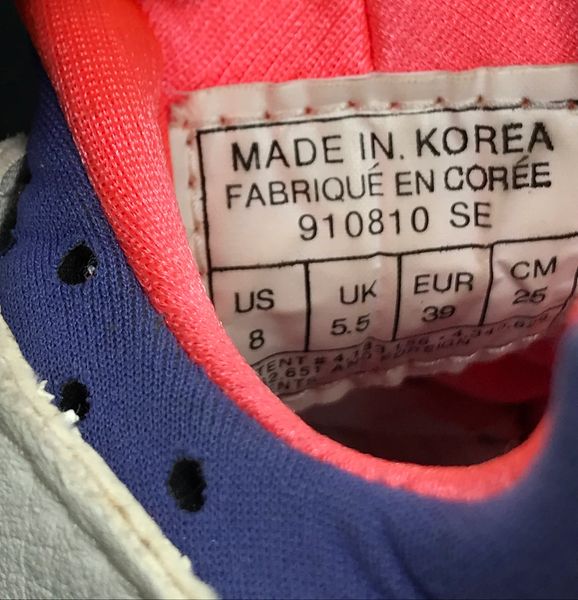 MADE IN. KOREA
FABRIQUÉ EN CORÉE
910810 SE
US UK EUR CM
8 5.5 39 25